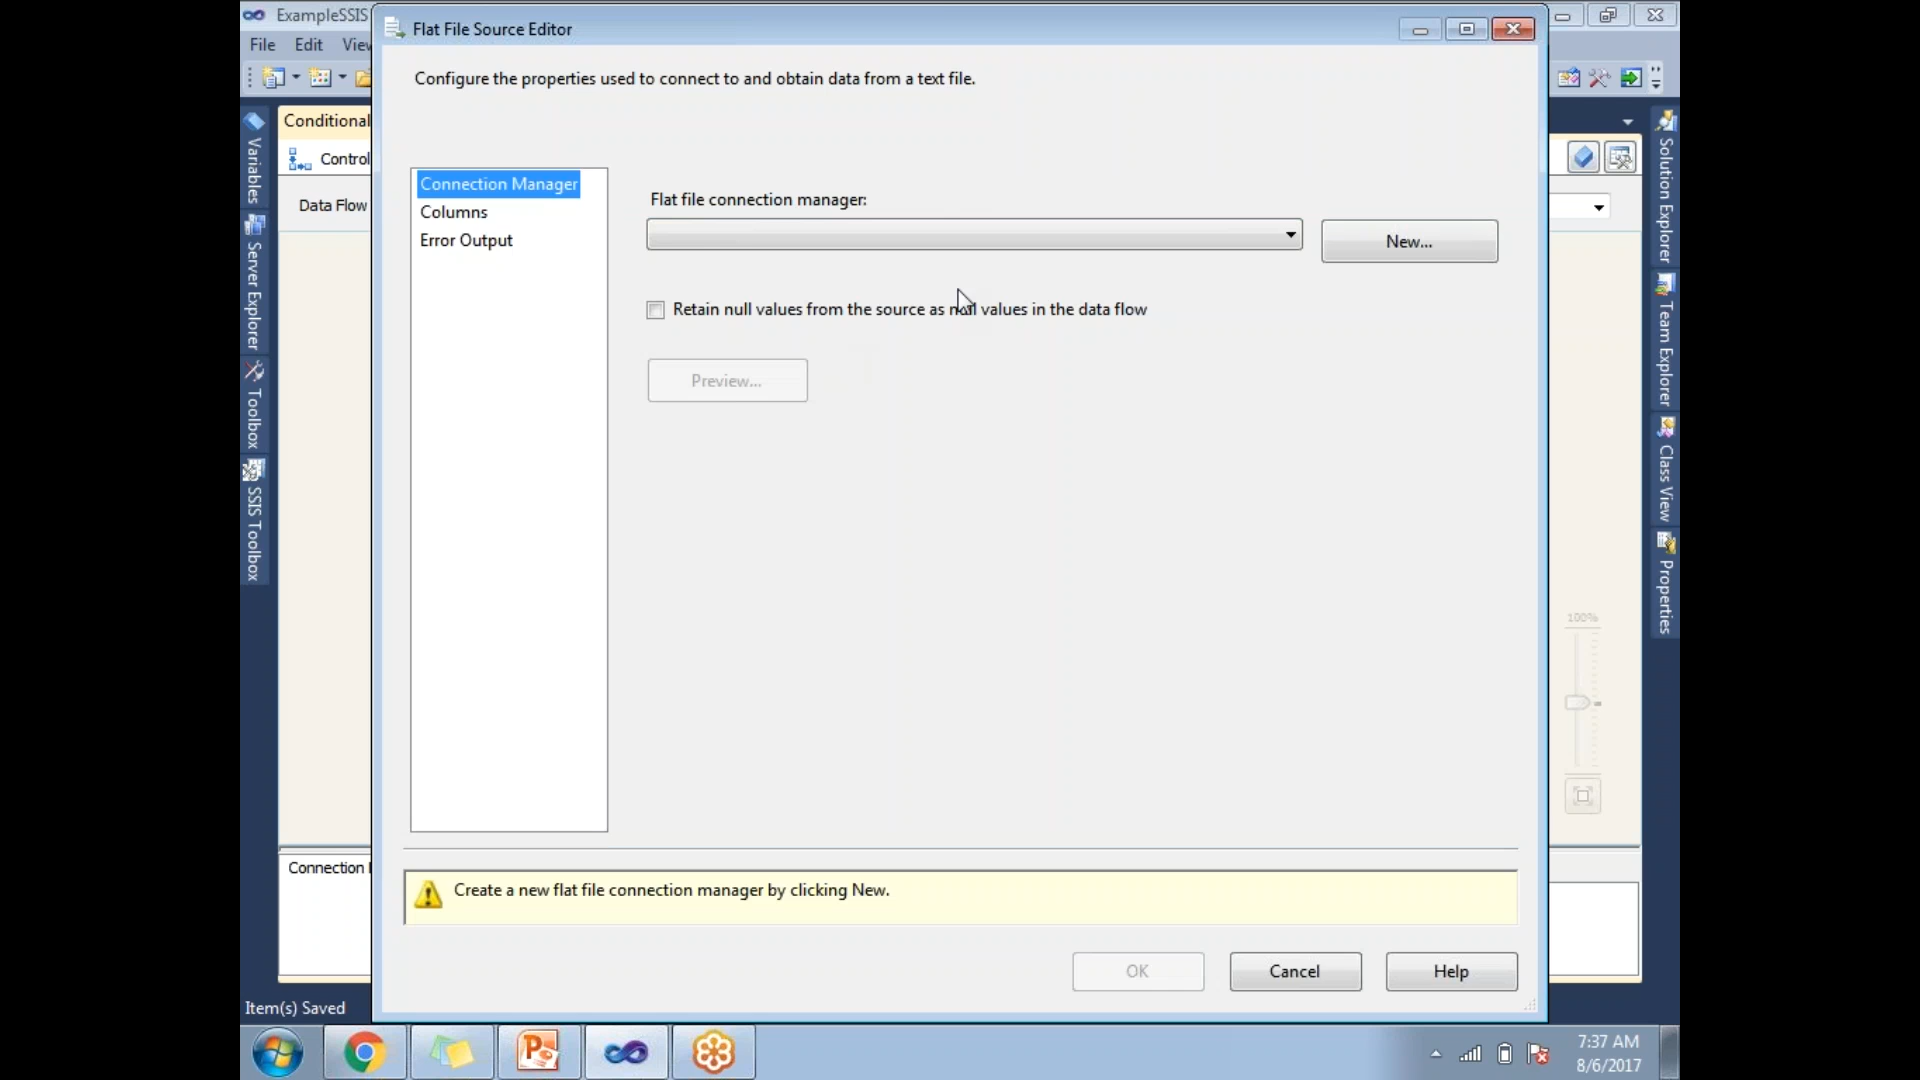 ExampleSSIS
Flat File Source Editor
File Edit View
Configure the properties used to connect to and obtain data from a text file.
Conditional
Control
Data Flow
Connection Manager
Columns
Error Output
Flat file connection manager:
New...
Retain null values from the source as null values in the data flow
Preview...
Variables
Server Explorer
Toolbox
SSIS Toolbox
Solution Explorer
Team Explorer
Class View
Properties
100%
Connection
Create a new flat file connection manager by clicking New.
OK
Cancel
Help
Item(s) Saved
7:37 AM
8/6/2017